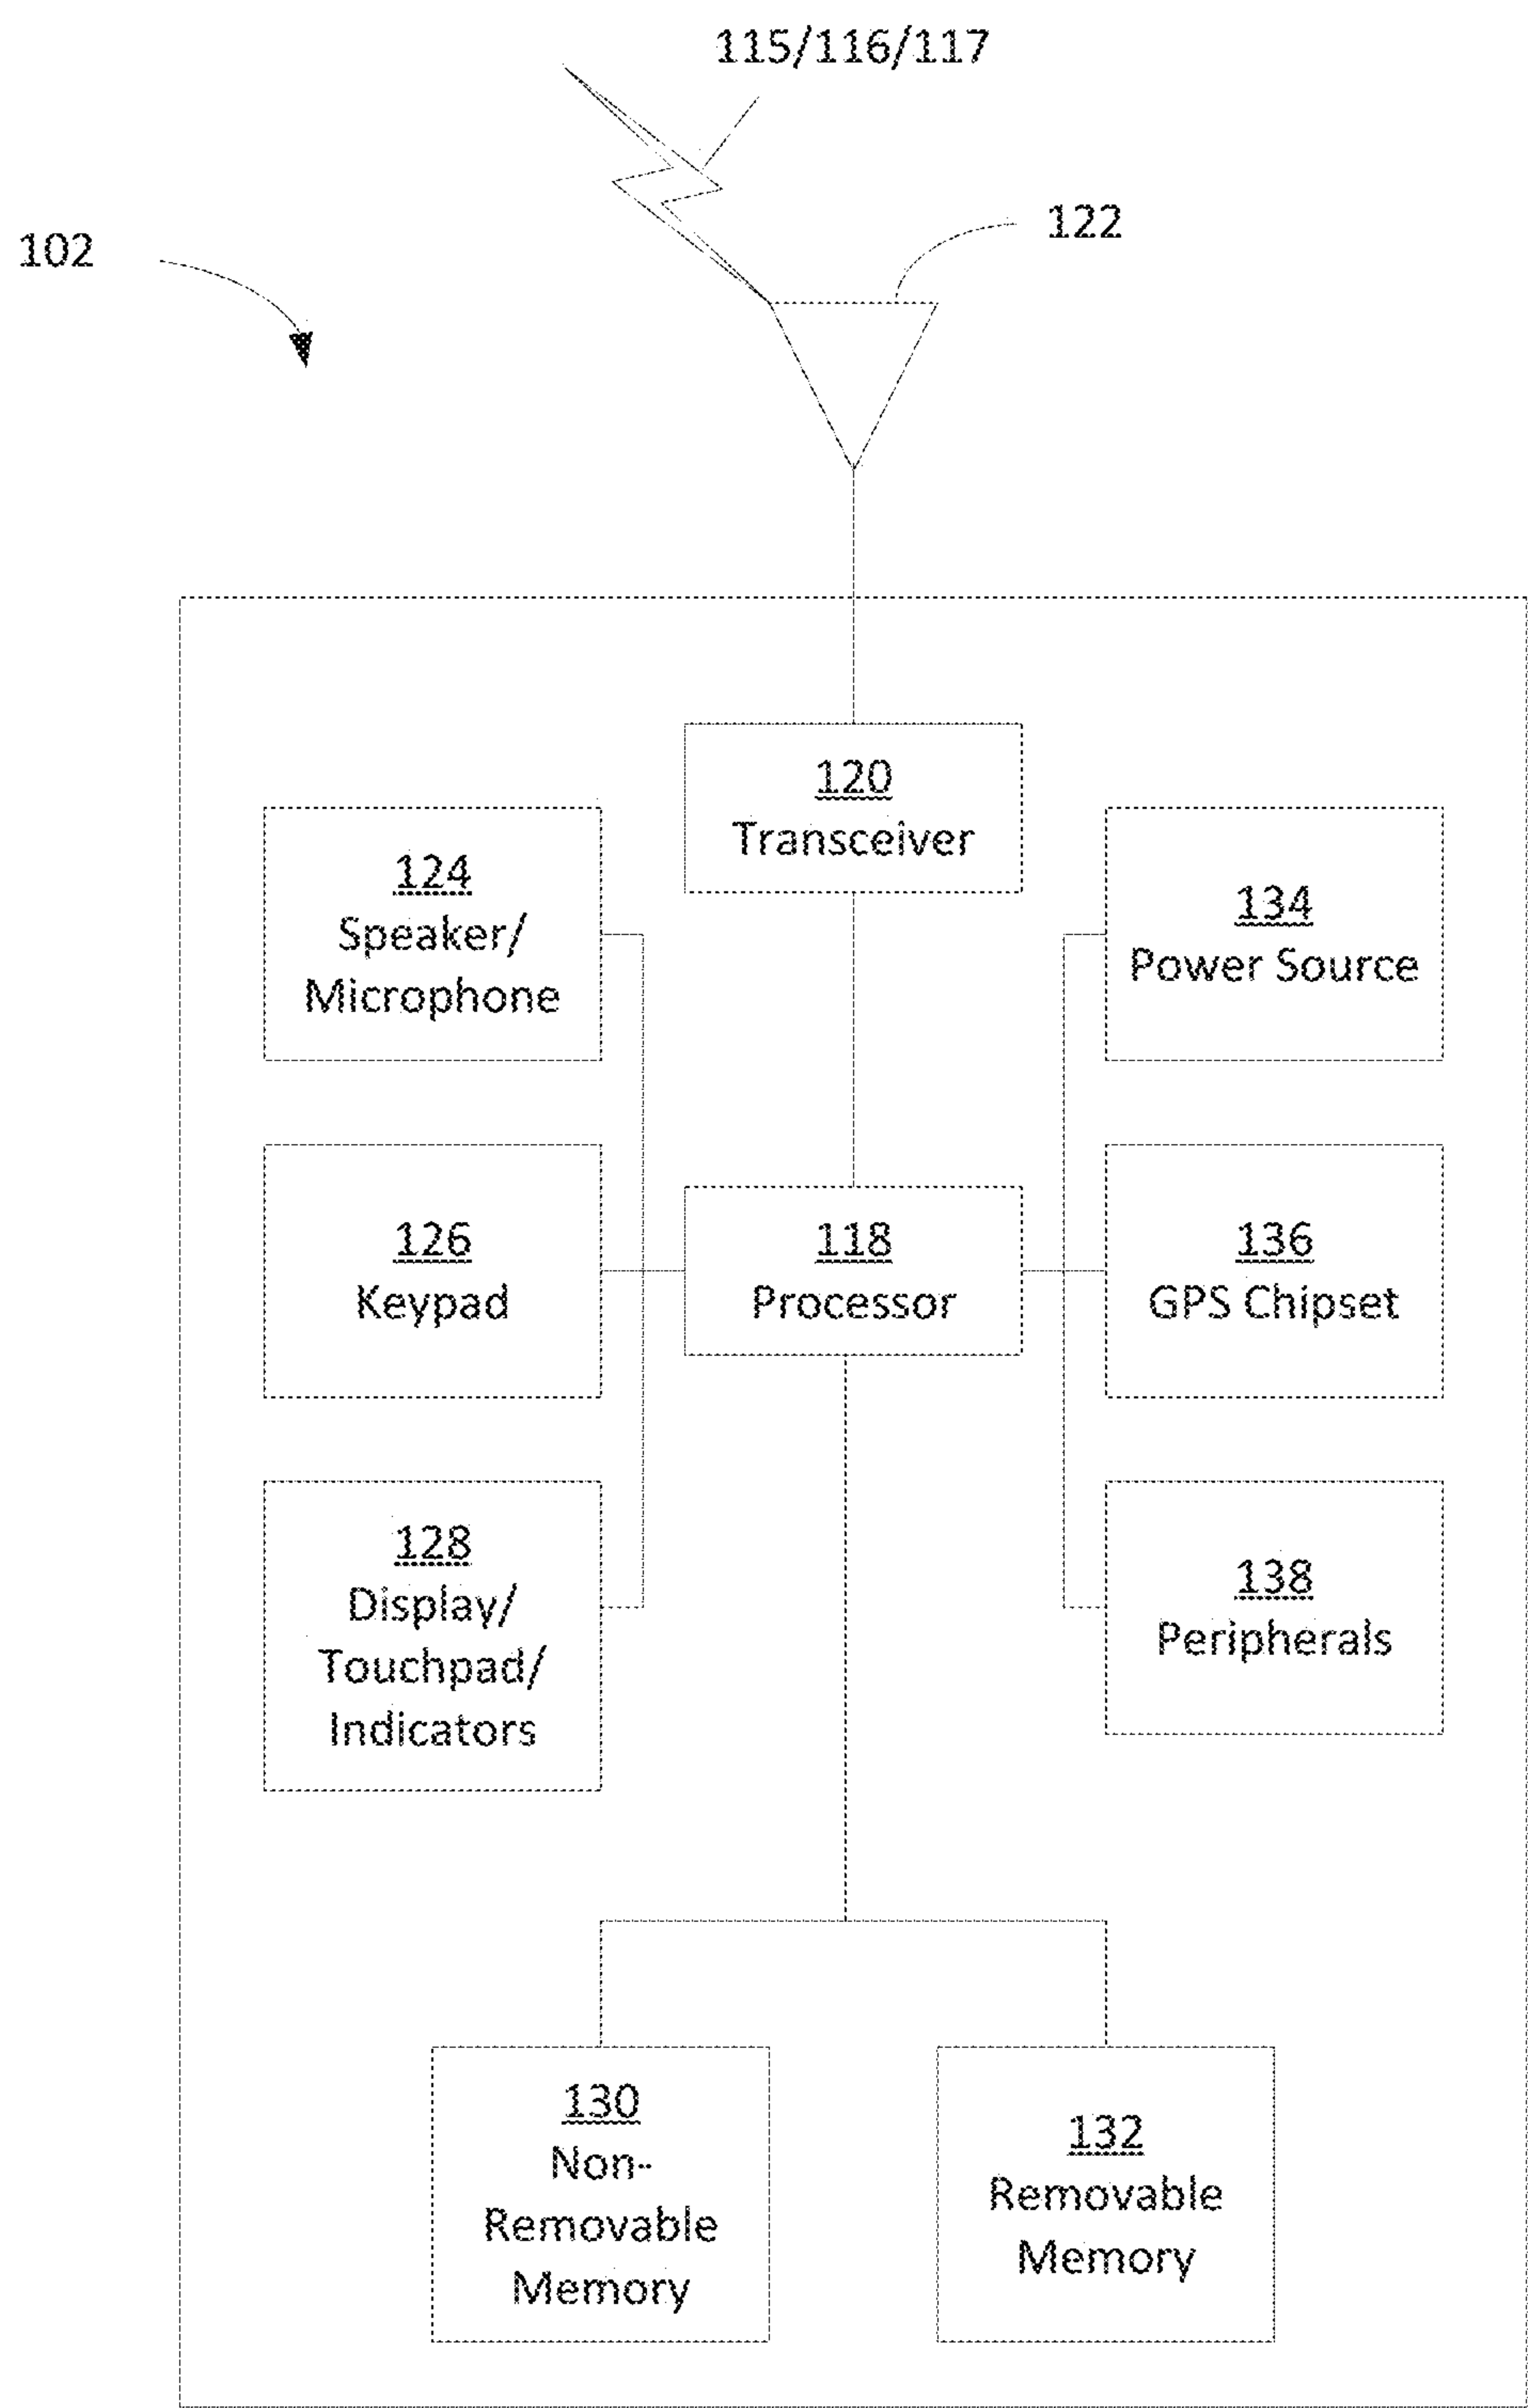 115/116/117
122
102
120
Transceiver
124
Speaker/
Microphone
134
Power Source
126
Keypad
118
Processor
136
GPS Chipset
128
Display/
Touchpad/
Indicators
138
Peripherals
130
Non-
Removable
Memory
132
Removable
Memory